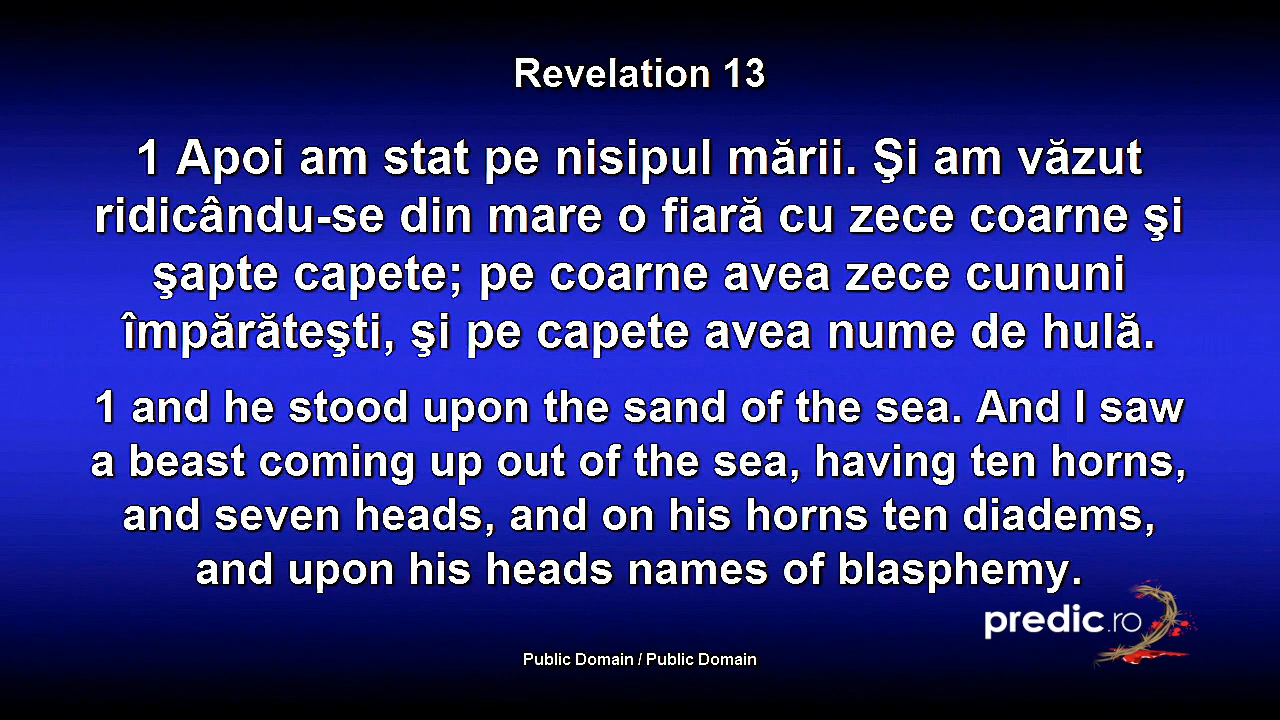 Revelation 13
1 Apoi am stat pe nisipul mării. Şi am văzut
ridicându-se din mare o fiară cu zece coarne şi
şapte capete; pe coarne avea zece cununi
împărăteşti, şi pe capete avea nume de hulă.
1 and he stood upon the sand of the sea. And I saw
a beast coming up out of the sea, having ten horns,
and seven heads, and on his horns ten diadems,
and upon his heads names of blasphemy.
predic.ro
Public Domain / Public Domain